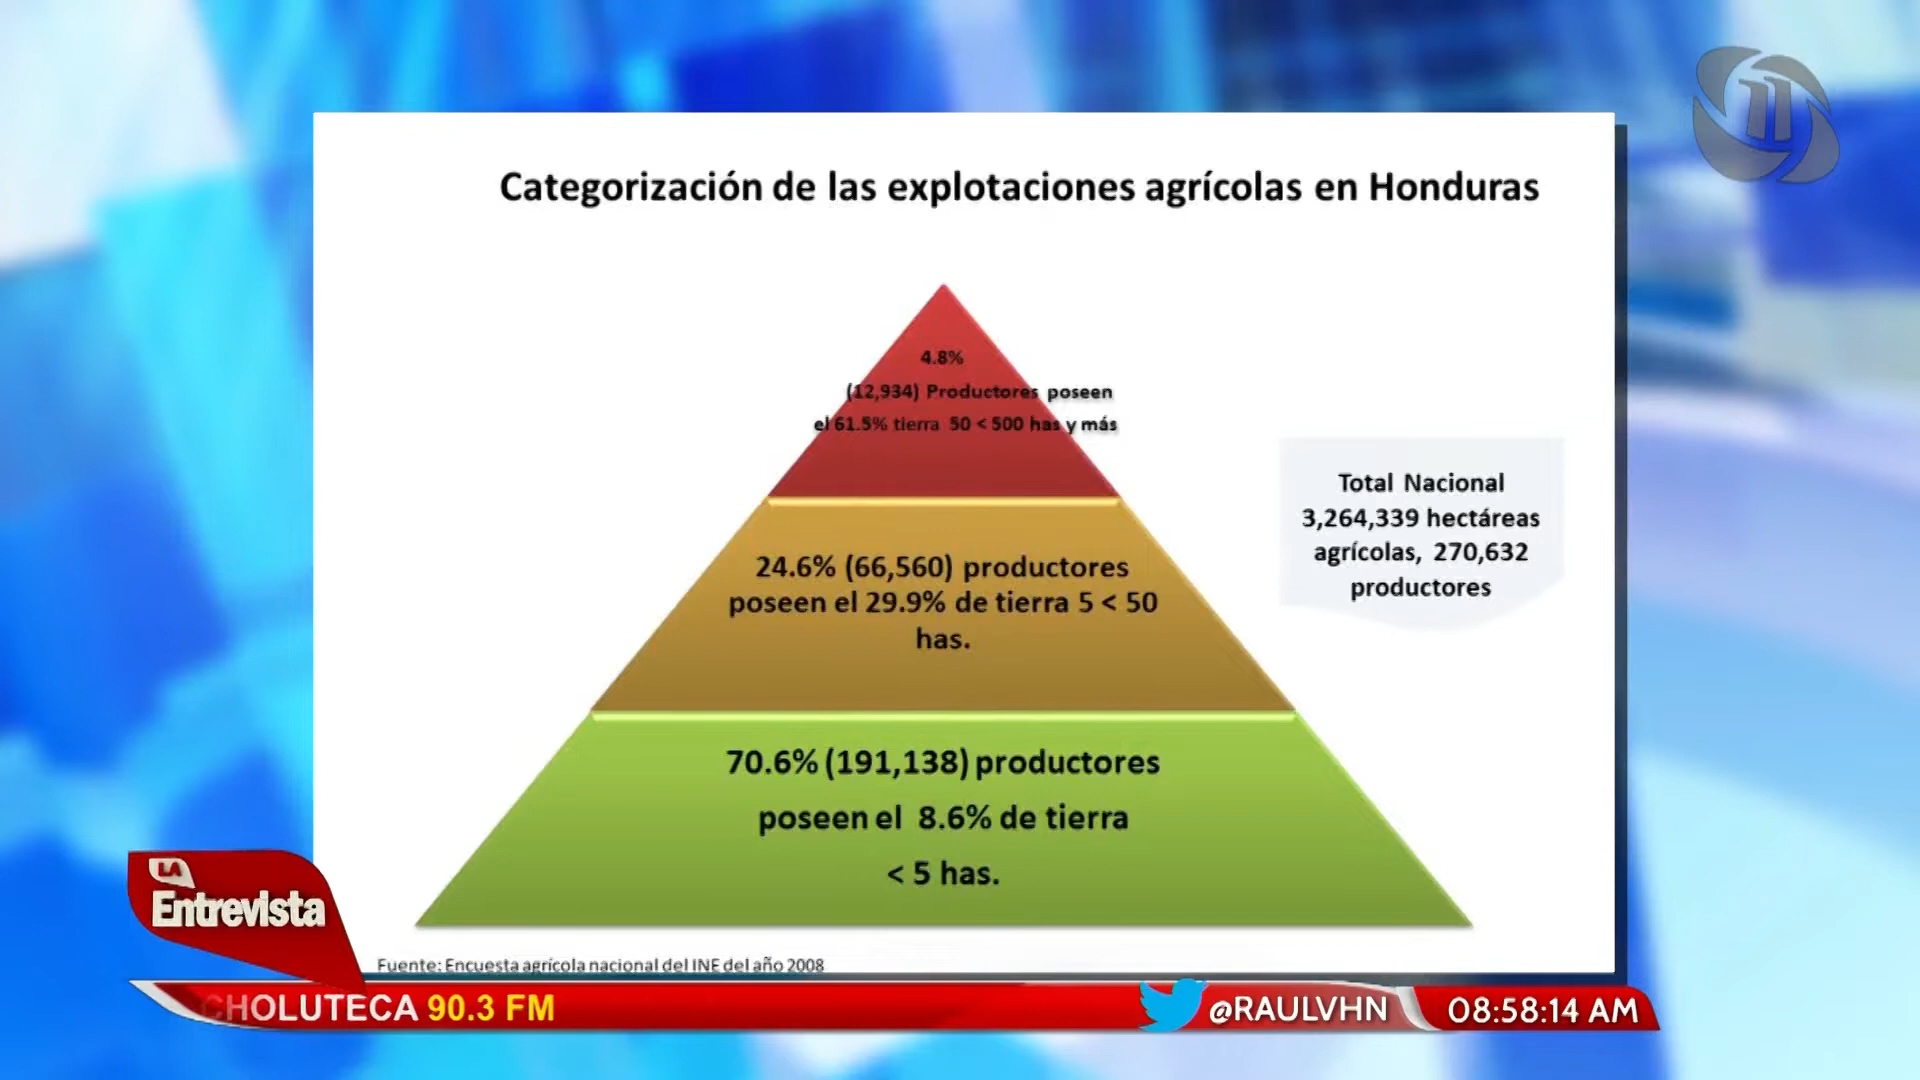 Categorización de las explotaciones agrícolas en Honduras
4.8%
(12,934) Productores poseen
el 61.5% tierra 50 < 500 has y más
24.6% (66,560) productores
poseen el 29.9% de tierra 5 < 50
has.
70.6% (191,138) productores
poseen el 8.6% de tierra
< 5 has.
Total Nacional
3,264,339 hectáreas
agrícolas, 270,632
productores
Fuente: Encuesta agrícola nacional del INE del año 2008
LA
Entrevista
CHOLUTECA 90.3 FM
@RAULVHN
08:58:14 AM
11